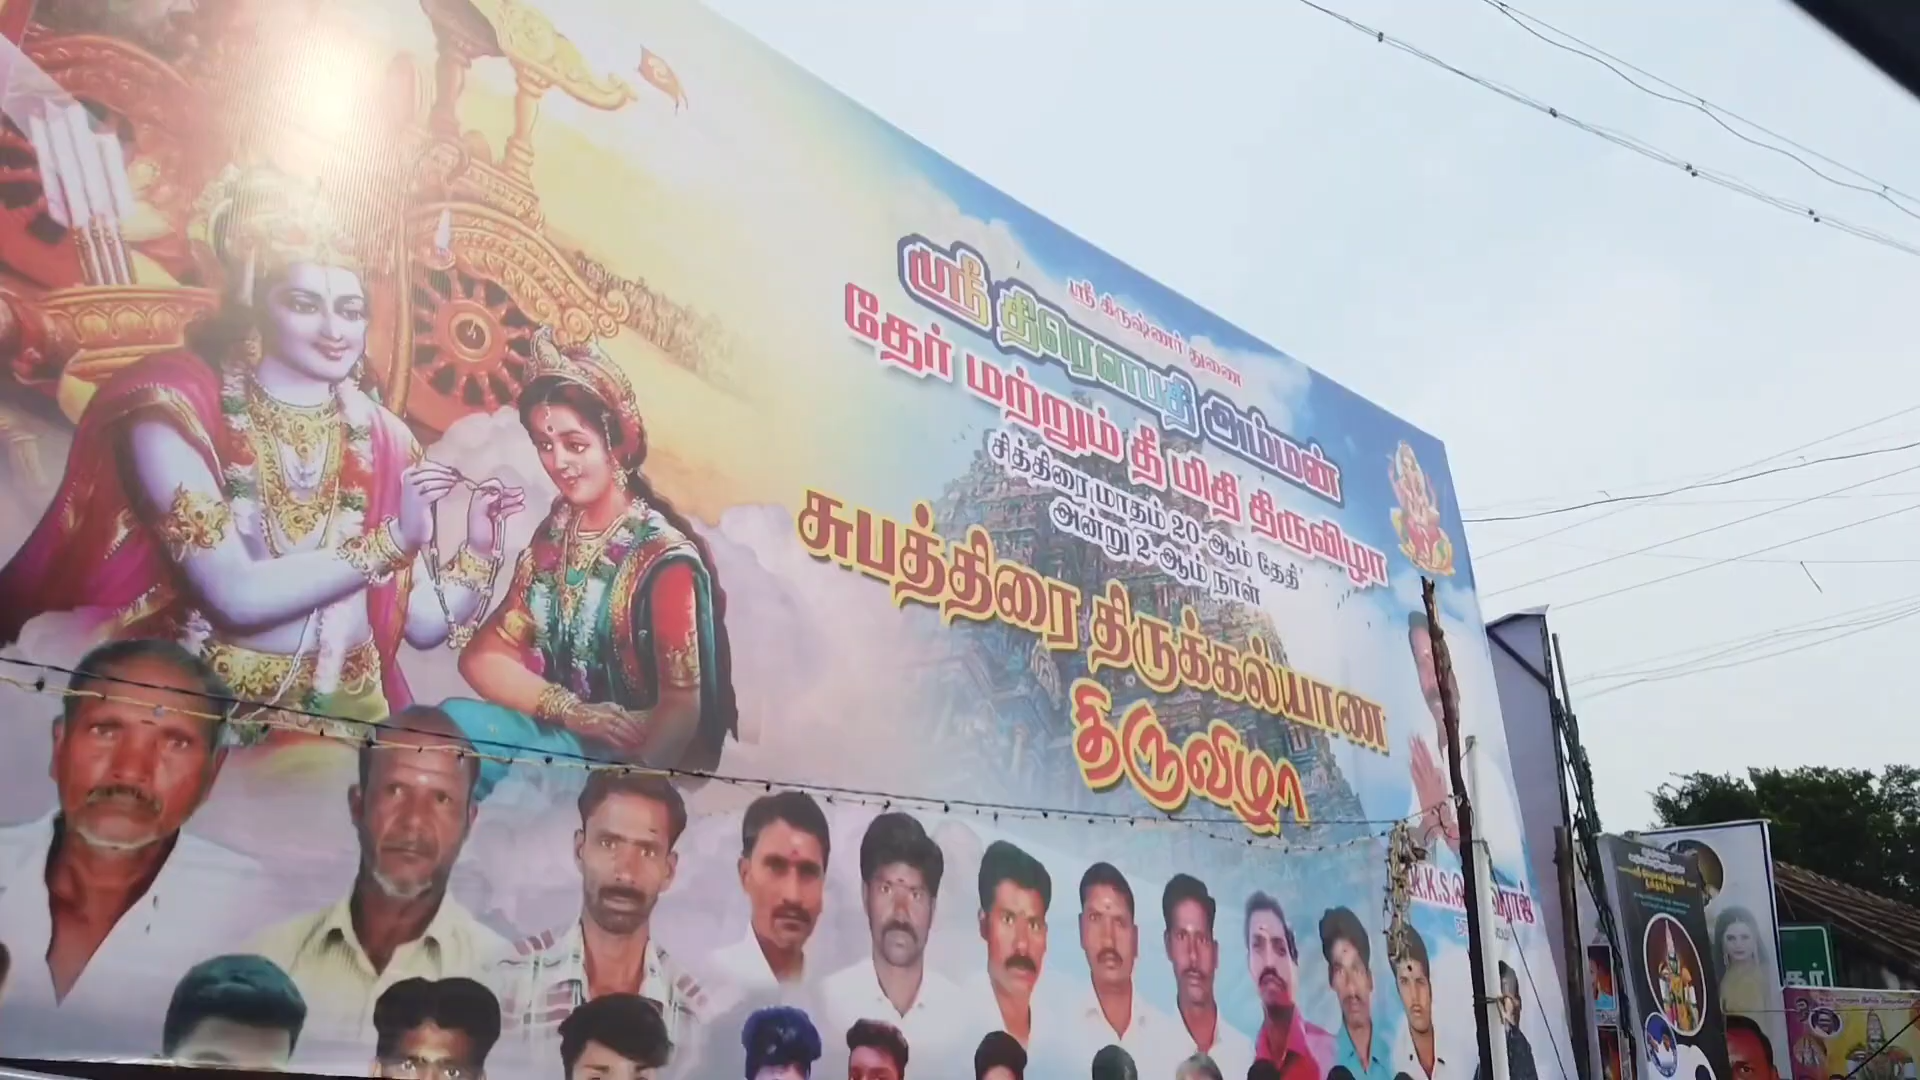 ஸ்ரீ கிருஷ்ணர் துணை
ஸ்ரீ திரௌபதி அம்மன்
தேர் மற்றும் தீ மிதி திருவிழா
சித்திரை மாதம் 20-ஆம் தேதி
அன்று 2-ஆம் நாள்
சுபத்திரை திருக்கல்யாண
திருவிழா